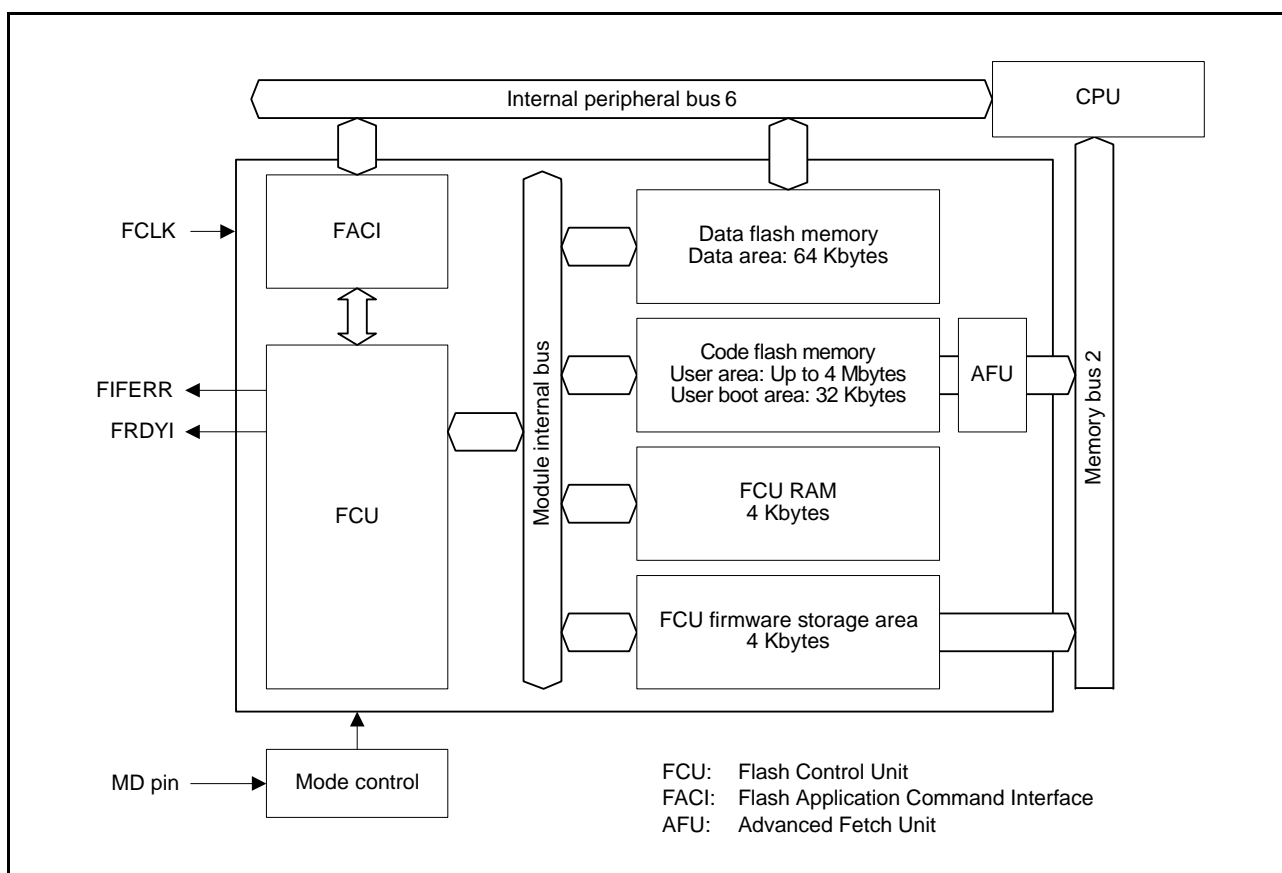 Internal peripheral bus 6
CPU
FCLK
FACI
Data flash memory
Data area: 64 Kbytes
Code flash memory
User area: Up to 4 Mbytes
User boot area: 32 Kbytes
AFU
FIFERR
FRDYI
FCU
Module internal bus
Memory bus 2
FCU RAM
4 Kbytes
FCU firmware storage area
4 Kbytes
MD pin
Mode control
FCU: Flash Control Unit
FACI: Flash Application Command Interface
AFU: Advanced Fetch Unit